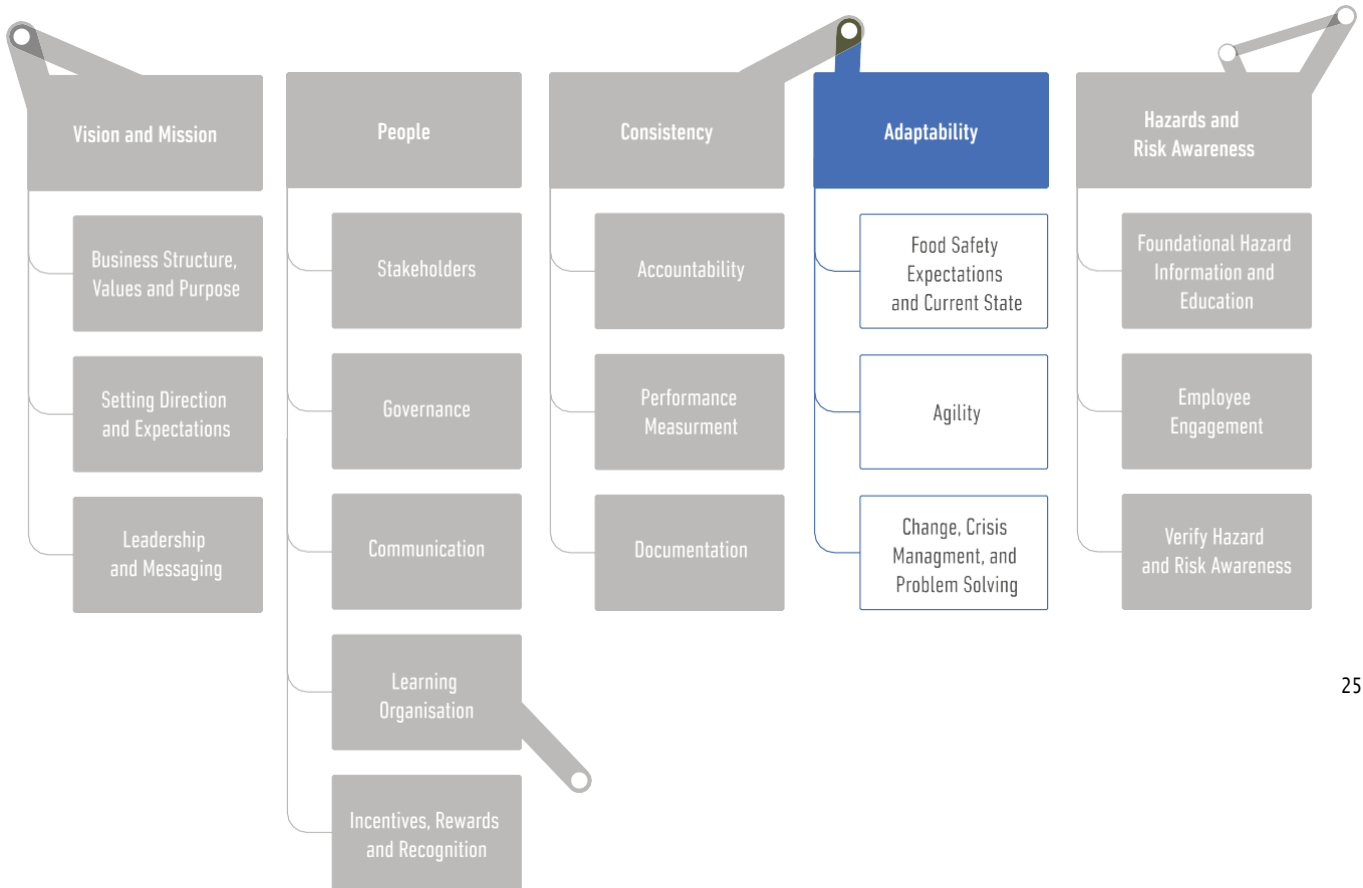 Vision and Mission
Business Structure,
Values and Purpose
Setting Direction
and Expectations
Leadership
and Messaging
People
Stakeholders
Governance
Communication
Learning
Organisation
Incentives, Rewards
and Recognition
Consistency
Accountability
Performance
Measurment
Documentation
Adaptability
Food Safety
Expectations
and Current State
Agility
Change, Crisis
Managment, and
Problem Solving
Hazards and
Risk Awareness
Foundational Hazard
Information and
Education
Employee
Engagement
Verify Hazard
and Risk Awareness
25